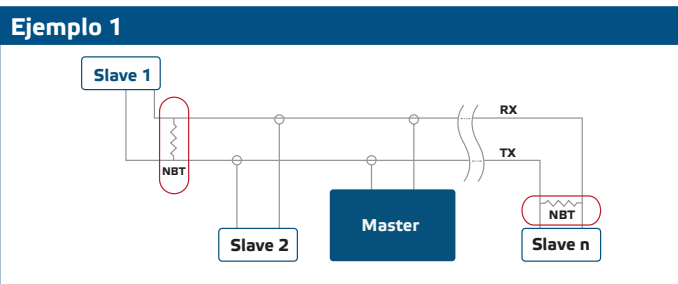 Ejemplo 1
Slave 1
RX
TX
NBT
Master
NBT
Slave 2
Slave n